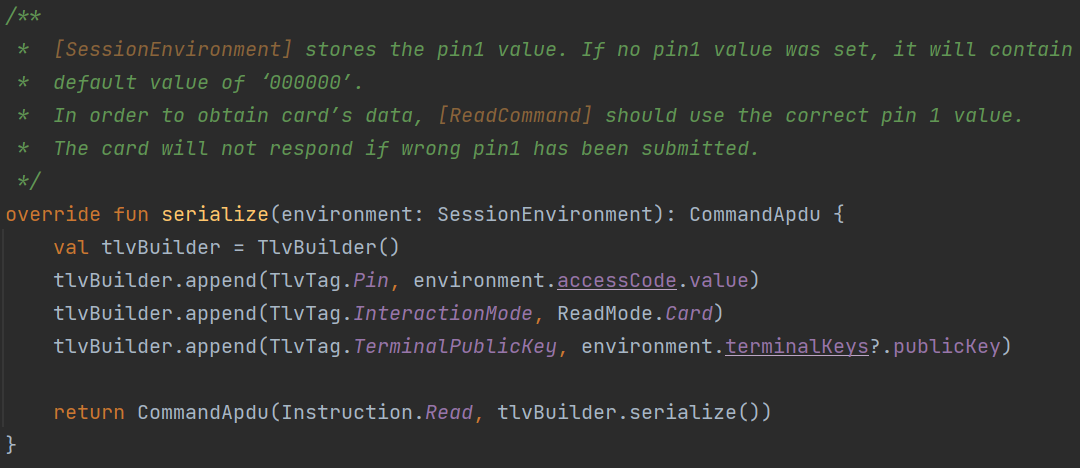 /**
 *  [SessionEnvironment] stores the pin1 value. If no pin1 value was set, it will contain
 *  default value of ‘000000’.
 *  In order to obtain card’s data, [ReadCommand] should use the correct pin 1 value.
 *  The card will not respond if wrong pin1 has been submitted.
 */
override fun serialize(environment: SessionEnvironment): CommandApdu {
    val tlvBuilder = TlvBuilder()
    tlvBuilder.append(TlvTag.Pin, environment.accessCode.value)
    tlvBuilder.append(TlvTag.InteractionMode, ReadMode.Card)
    tlvBuilder.append(TlvTag.TerminalPublicKey, environment.terminalKeys?.publicKey)

    return CommandApdu(Instruction.Read, tlvBuilder.serialize())
}